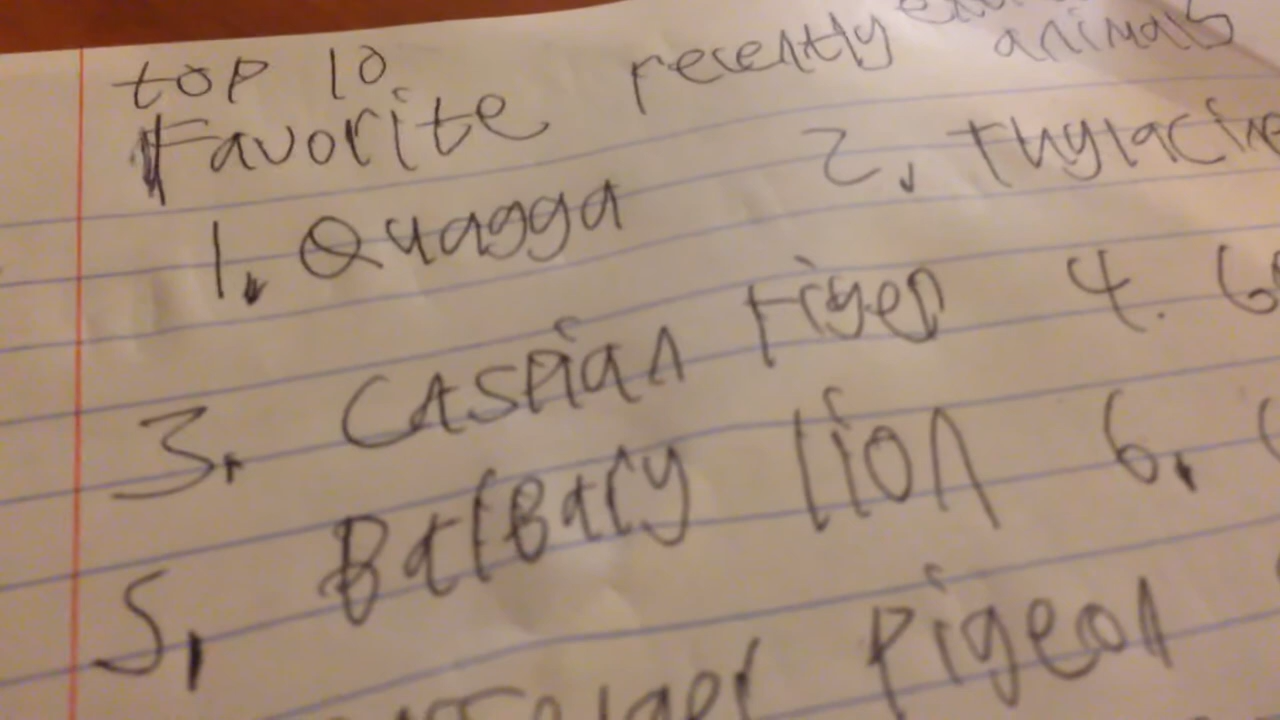 top 10 recently
Favorite animals
1. Quagga 2. thylacine
3. Caspian tiger 4.
5. Barbary lion 6.
Pigeon